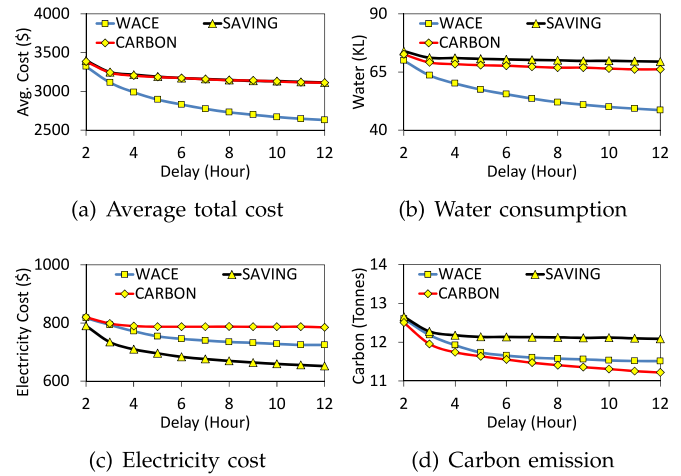 WACE
SAVING
CARBON
Avg. Cost ($)
4000
3500
3000
2500
2 4 6 8 10 12
Delay (Hour)
(a) Average total cost
WACE
SAVING
CARBON
Water (KL)
90
65
40
2 4 6 8 10 12
Delay (Hour)
(b) Water consumption
WACE
SAVING
CARBON
Electricity Cost ($)
1000
800
600
2 4 6 8 10 12
Delay (Hour)
(c) Electricity cost
WACE
SAVING
CARBON
Carbon (Tonnes)
14
13
12
11
2 4 6 8 10 12
Delay (Hour)
(d) Carbon emission